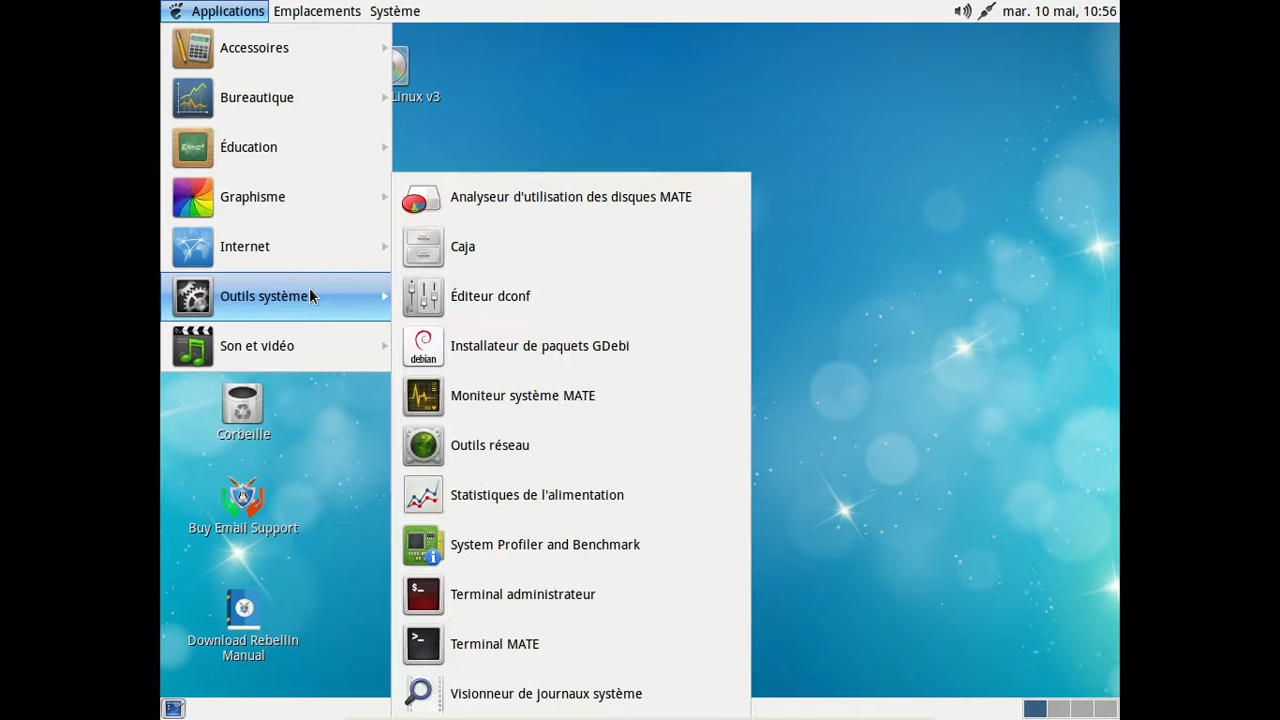 Applications Emplacements Système mar. 10 mai, 10:56
Accessoires
Bureautique
Éducation
Graphisme
Internet
Outils système
Son et vidéo
Linux v3
Analyseur d'utilisation des disques MATE
Caja
Éditeur dconf
Installateur de paquets GDebi
debian
Moniteur système MATE
Outils réseau
Statistiques de l'alimentation
System Profiler and Benchmark
Terminal administrateur
Terminal MATE
Visionneur de journaux système
Corbeille
Buy Email Support
Download Rebellin
Manual